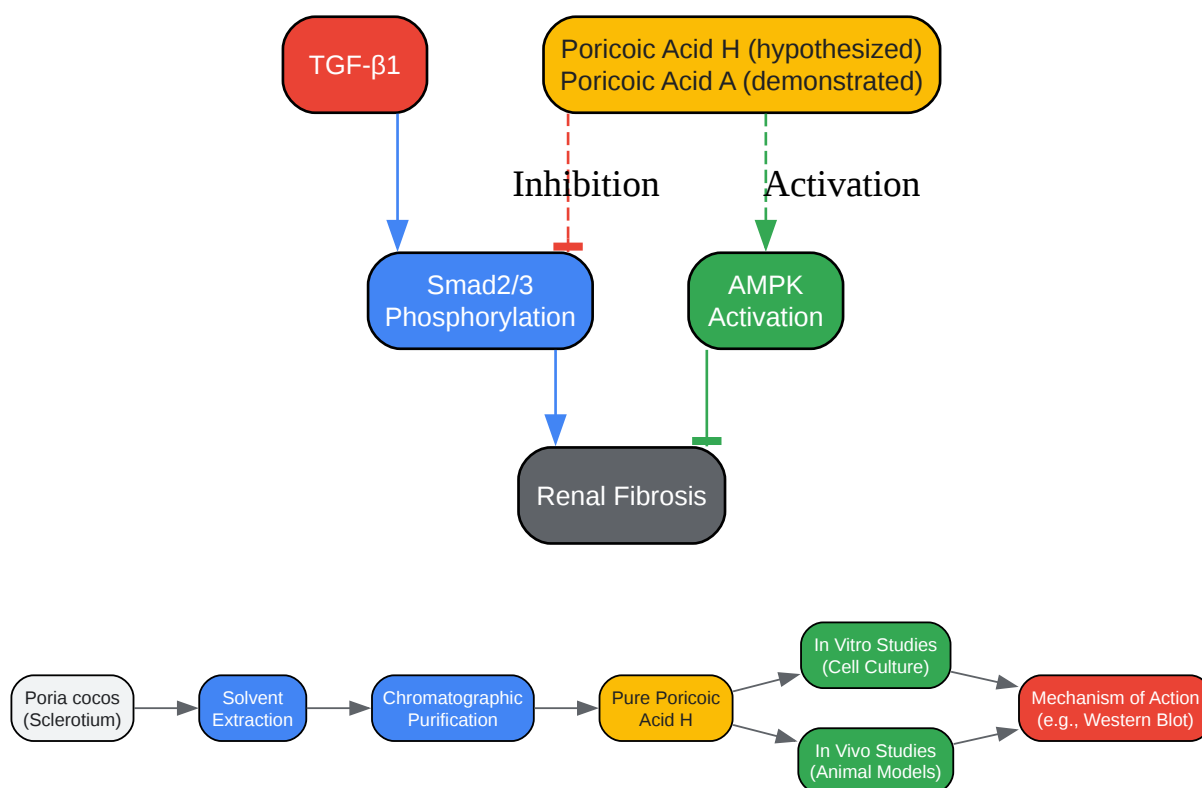 TGF-β1
Poricoic Acid H (hypothesized)
Poricoic Acid A (demonstrated)
Inhibition
Activation
Smad2/3
Phosphorylation
AMPK
Activation
Renal Fibrosis
Poria cocos
(Sclerotium)
Solvent
Extraction
Chromatographic
Purification
Pure Poricoic
Acid H
In Vitro Studies
(Cell Culture)
In Vivo Studies
(Animal Models)
Mechanism of Action
(e.g., Western Blot)